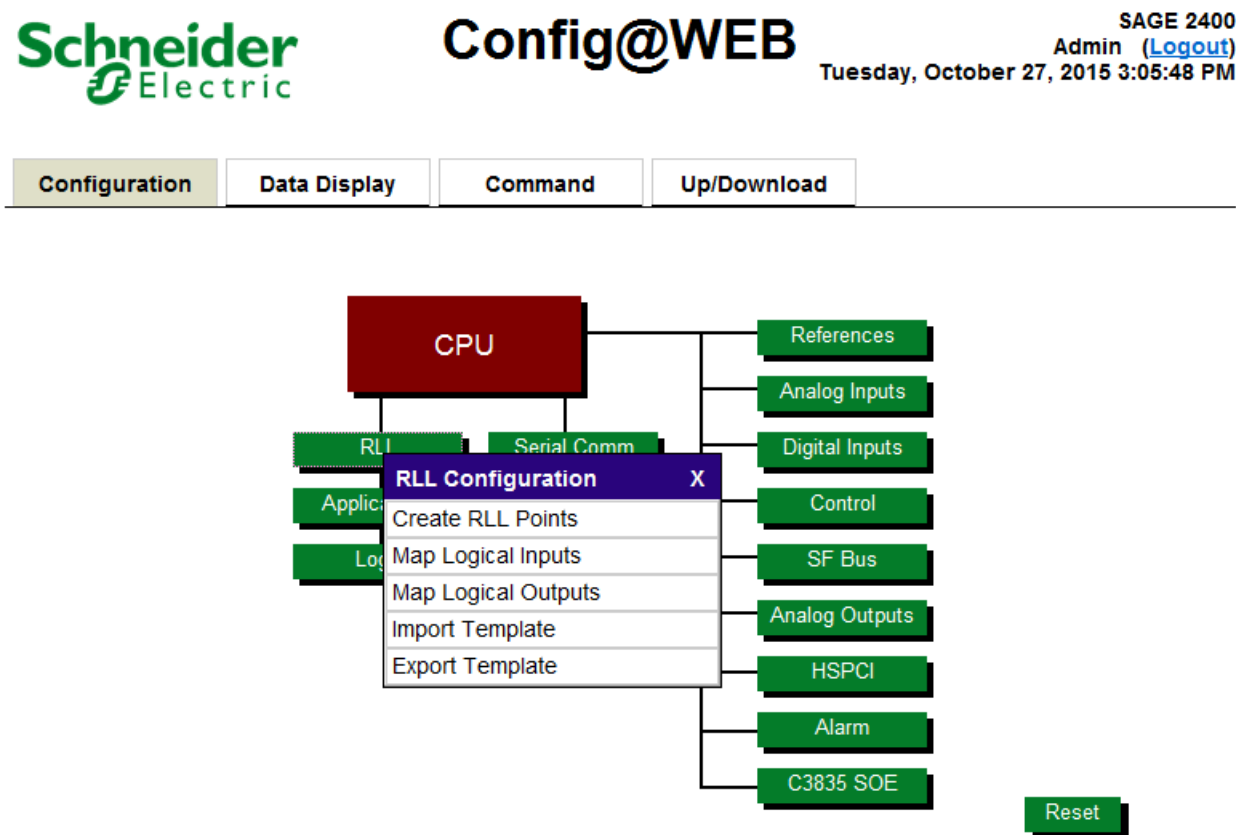 Schneider Electric
Config@WEB
SAGE 2400
Admin (Logout)
Tuesday, October 27, 2015 3:05:48 PM
Configuration
Data Display
Command
Up/Download
CPU
References
Analog Inputs
RLL
Serial Comm
Digital Inputs
RLL Configuration X
Create RLL Points
Map Logical Inputs
Map Logical Outputs
Import Template
Export Template
Control
SF Bus
Analog Outputs
HSPCI
Alarm
C3835 SOE
Reset